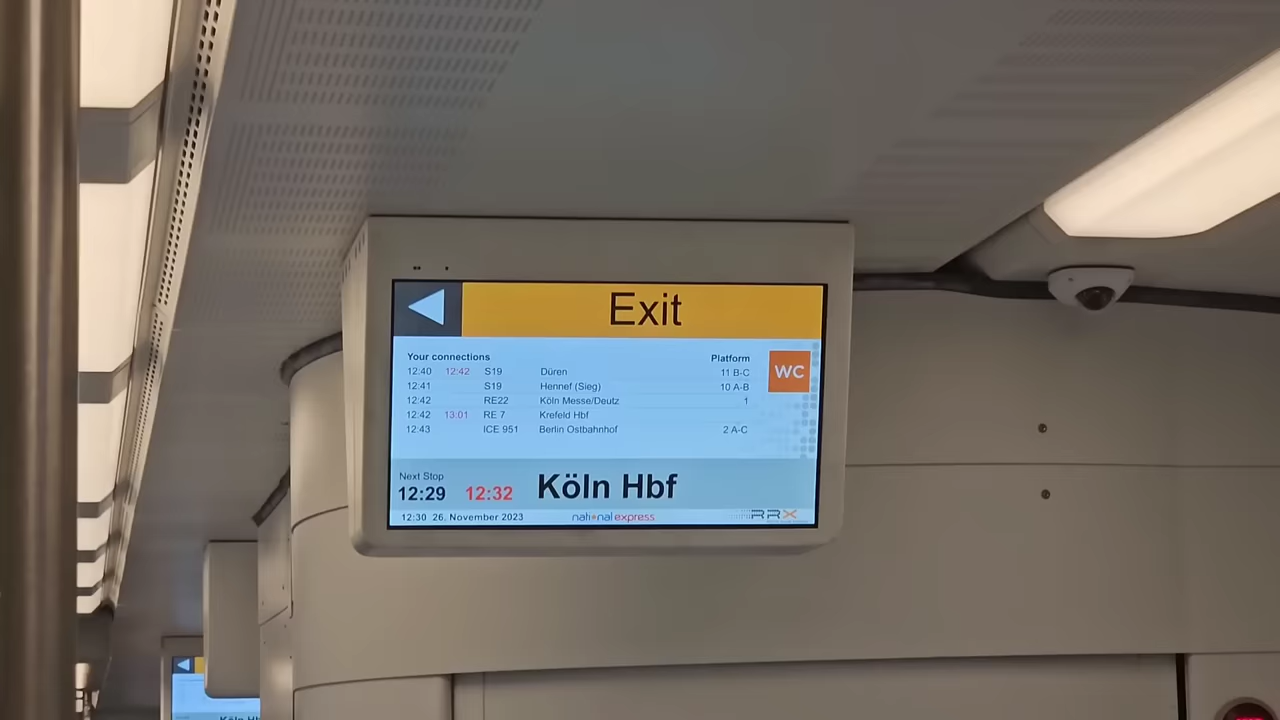 Exit
Your connections Platform
12:40 12:42 S19 Düren 11 B-C
12:41 S19 Hennef (Sieg) 10 A-B
12:42 RE22 Köln Messe/Deutz 1
12:42 13:01 RE 7 Krefeld Hbf
12:43 ICE 951 Berlin Ostbahnhof 2 A-C
WC
Next Stop
12:29 12:32 Köln Hbf
12:30 26. November 2023 national express RRX
Köln Hb